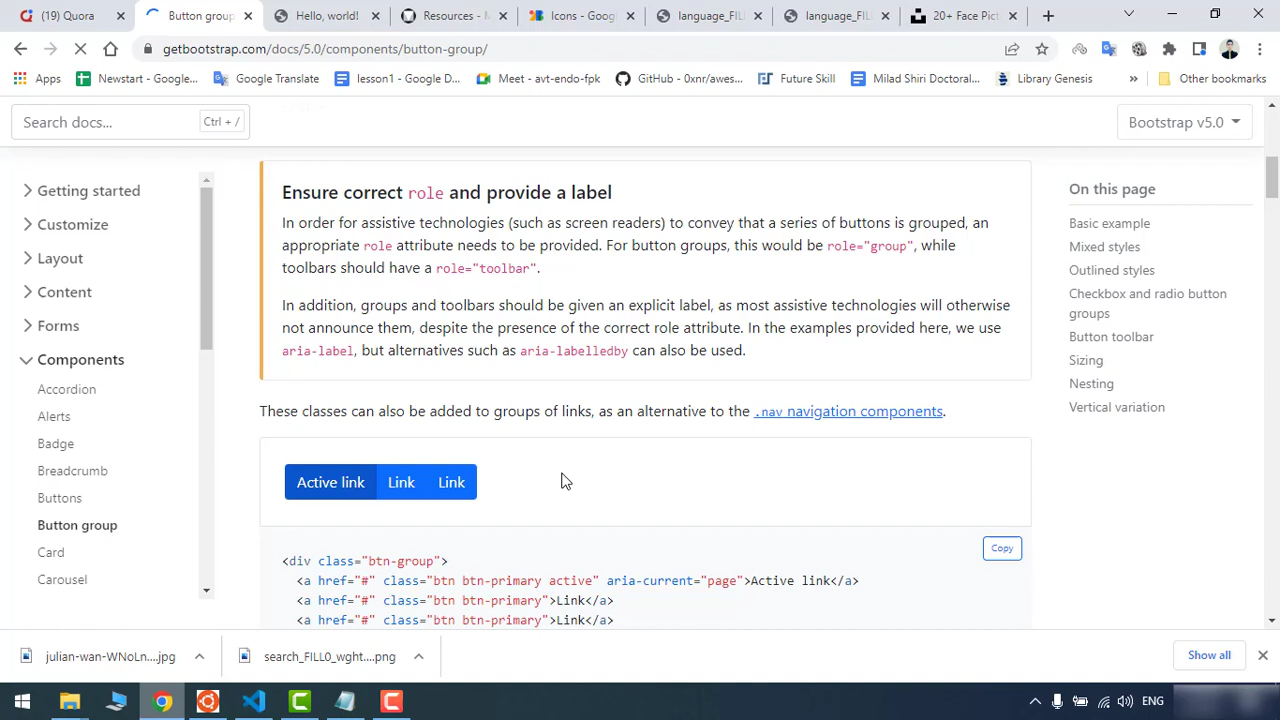 (19) Quora
Button group
Hello, world!
Resources - M
Icons - Goog
language_FIL
language_FIL
20+ Face Pict
getbootstrap.com/docs/5.0/components/button-group/
Apps
Newstart - Google...
Google Translate
lesson1 - Google D...
Meet - avt-endo-fpk
GitHub - 0xnr/awes...
Future Skill
Milad Shiri Doctoral...
Library Genesis
»
Other bookmarks
Search docs...
Ctrl + /
Bootstrap v5.0
Getting started
Customize
Layout
Content
Forms
Components
Accordion
Alerts
Badge
Breadcrumb
Buttons
Button group
Card
Carousel
Ensure correct role and provide a label
In order for assistive technologies (such as screen readers) to convey that a series of buttons is grouped, an
appropriate role attribute needs to be provided. For button groups, this would be role="group", while
toolbars should have a role="toolbar".
In addition, groups and toolbars should be given an explicit label, as most assistive technologies will otherwise
not announce them, despite the presence of the correct role attribute. In the examples provided here, we use
aria-label, but alternatives such as aria-labelledby can also be used.
These classes can also be added to groups of links, as an alternative to the .nav navigation components.
Active link
Link
Link
Copy
<div class="btn-group">
<a href="#" class="btn btn-primary active" aria-current="page">Active link</a>
<a href="#" class="btn btn-primary">Link</a>
<a href="#" class="btn btn-primary">Link</a>
On this page
Basic example
Mixed styles
Outlined styles
Checkbox and radio button
groups
Button toolbar
Sizing
Nesting
Vertical variation
julian-wan-WNoLn....jpg
search_FILL0_wght....png
Show all
ENG